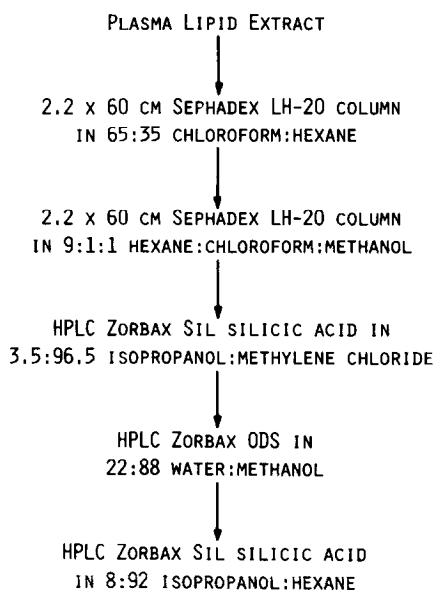 PLASMA LIPID EXTRACT
2.2 X 60 CM SEPHADEX LH-20 COLUMN
IN 65:35 CHLOROFORM:HEXANE
2.2 X 60 CM SEPHADEX LH-20 COLUMN
IN 9:1:1 HEXANE:CHLOROFORM:METHANOL
HPLC ZORBAX SIL SILICIC ACID IN
3.5:96.5 ISOPROPANOL:METHYLENE CHLORIDE
HPLC ZORBAX ODS IN
22:88 WATER:METHANOL
HPLC ZORBAX SIL SILICIC ACID
IN 8:92 ISOPROPANOL:HEXANE